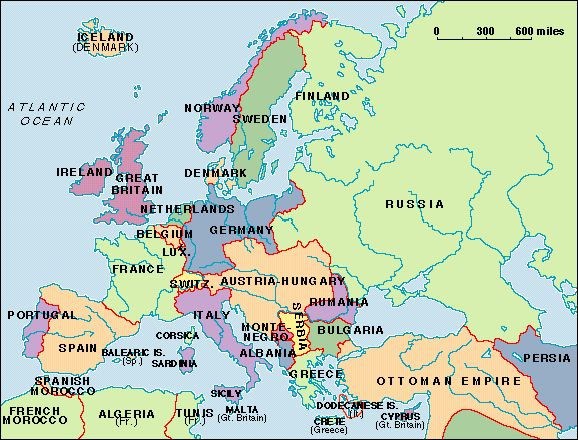 ICELAND
(DENMARK)
0 300 600 miles
ATLANTIC
OCEAN
NORWAY
SWEDEN
FINLAND
IRELAND
GREAT
BRITAIN
DENMARK
RUSSIA
NETHERLANDS
BELGIUM
LUX.
GERMANY
FRANCE
SWITZ.
AUSTRIA-HUNGARY
RUMANIA
PORTUGAL
SPAIN
CORSICA
ITALY
MONTE-
NEGRO
SERBIA
BULGARIA
BALEARIC IS.
(Sp.)
SARDINIA
ALBANIA
GREECE
OTTOMAN EMPIRE
PERSIA
SPANISH
MOROCCO
FRENCH
MOROCCO
ALGERIA
(Fr.)
TUNIS
(Fr.)
SICILY
MALTA
(Gt. Britain)
DODECANESE IS.
(It.)
CRETE
(Greece)
CYPRUS
(Gt. Britain)